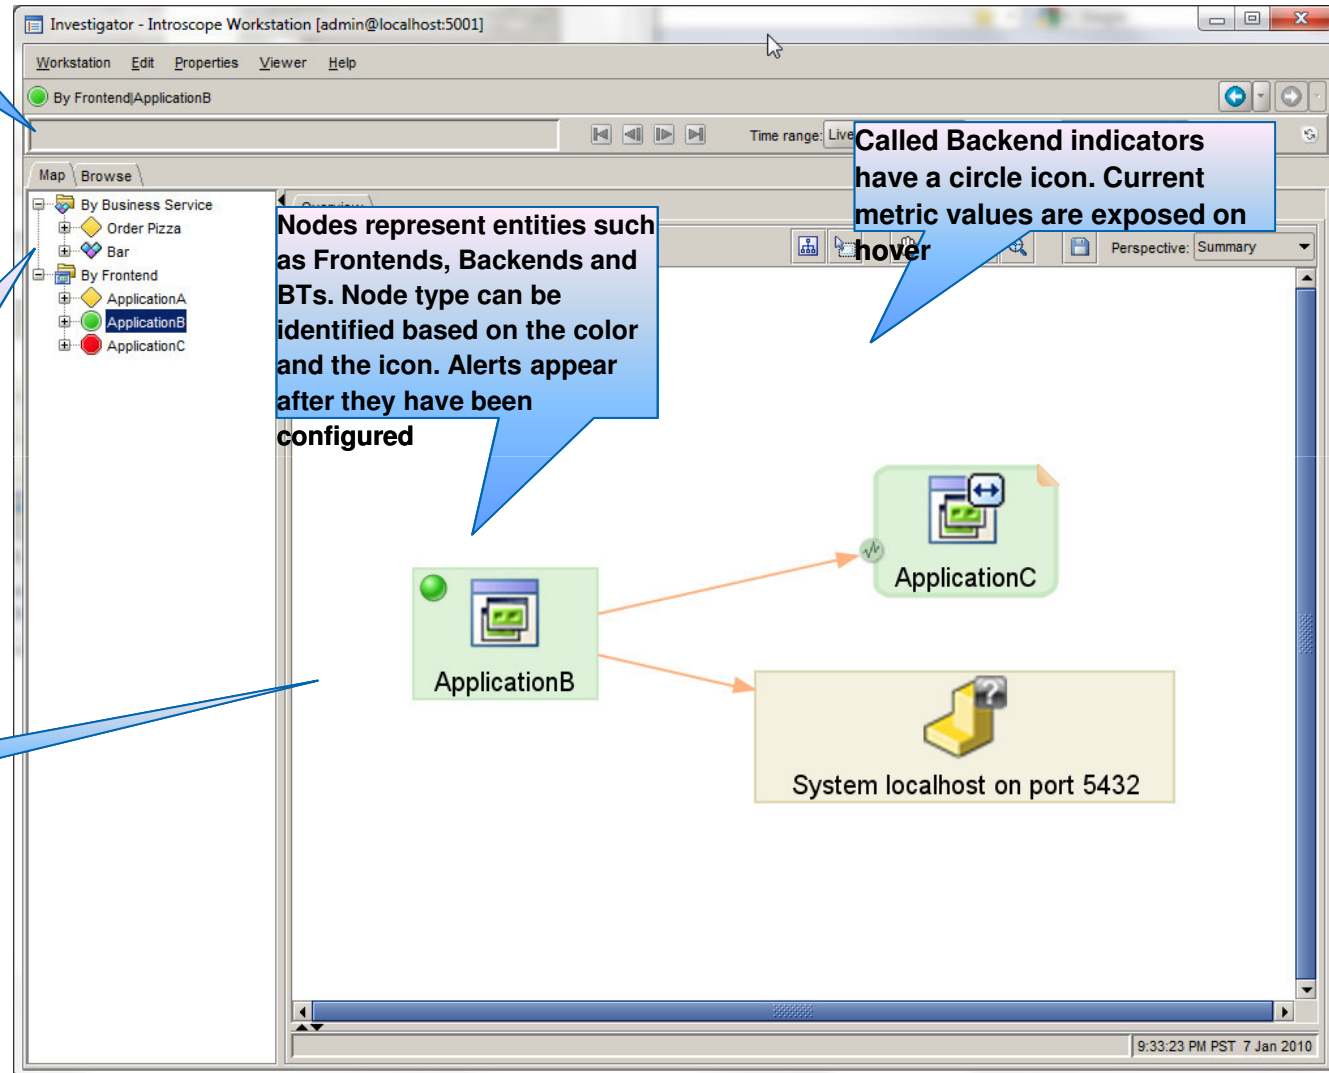 Investigator - Introscope Workstation [admin@localhost:5001]
Workstation Edit Properties Viewer Help
By Frontend|ApplicationB
Time range: Live
Map Browse
By Business Service
Order Pizza
Bar
By Frontend
ApplicationA
ApplicationB
ApplicationC
Nodes represent entities such
as Frontends, Backends and
BTs. Node type can be
identified based on the color
and the icon. Alerts appear
after they have been
configured
Called Backend indicators
have a circle icon. Current
metric values are exposed on
hover
Perspective: Summary
ApplicationC
ApplicationB
System localhost on port 5432
9:33:23 PM PST 7 Jan 2010